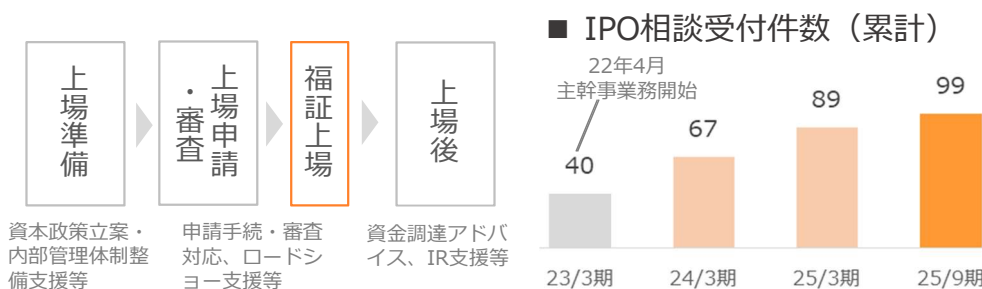 上場準備
上場申請
・審査
福証上場
上場後
資本政策立案・
内部管理体制整
備支援等
申請手続・審査
対応、ロードシ
ョー支援等
資金調達アドバ
イス、IR支援等
■ IPO相談受付件数（累計）
22年4月
主幹事業務開始
40
67
89
99
23/3期
24/3期
25/3期
25/9期